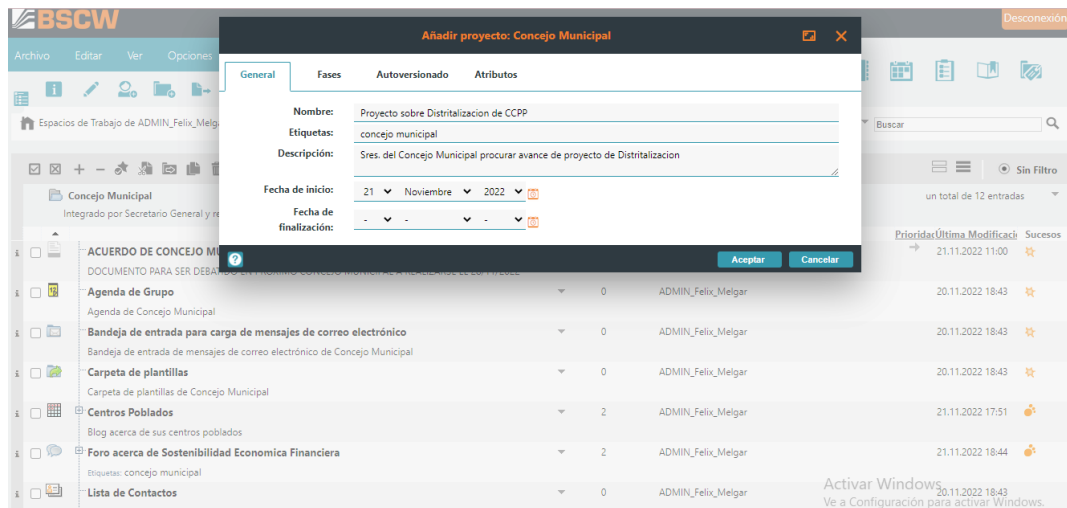 BSCW
Desconexión
Archivo Editar Ver Opciones
Añadir proyecto: Concejo Municipal
General Fases Autoversionado Atributos
Nombre: Proyecto sobre Distritalizacion de CCPP
Etiquetas: concejo municipal
Descripción: Sres. del Concejo Municipal procurar avance de proyecto de Distritalizacion
Fecha de inicio: 21 Noviembre 2022
Fecha de
finalización: - - -
Aceptar Cancelar
Espacios de Trabajo de ADMIN_Felix_Melg
Buscar
Sin Filtro
Concejo Municipal
un total de 12 entradas
Integrado por Secretario General y re
Prioridad Última Modificaci Sucesos
ACUERDO DE CONCEJO MU 21.11.2022 11:00
Agenda de Grupo 0 ADMIN_Felix_Melgar 20.11.2022 18:43
Agenda de Concejo Municipal
Bandeja de entrada para carga de mensajes de correo electrónico 0 ADMIN_Felix_Melgar 20.11.2022 18:43
Bandeja de entrada de mensajes de correo electrónico de Concejo Municipal
Carpeta de plantillas 0 ADMIN_Felix_Melgar 20.11.2022 18:43
Carpeta de plantillas de Concejo Municipal
Centros Poblados 2 ADMIN_Felix_Melgar 21.11.2022 17:51
Blog acerca de sus centros poblados
Foro acerca de Sostenibilidad Economica Financiera 2 ADMIN_Felix_Melgar 21.11.2022 18:44
Etiquetas: concejo municipal
Lista de Contactos 0 ADMIN_Felix_Melgar 20.11.2022 18:43
Activar Windows
Ve a Configuración para activar Windows.